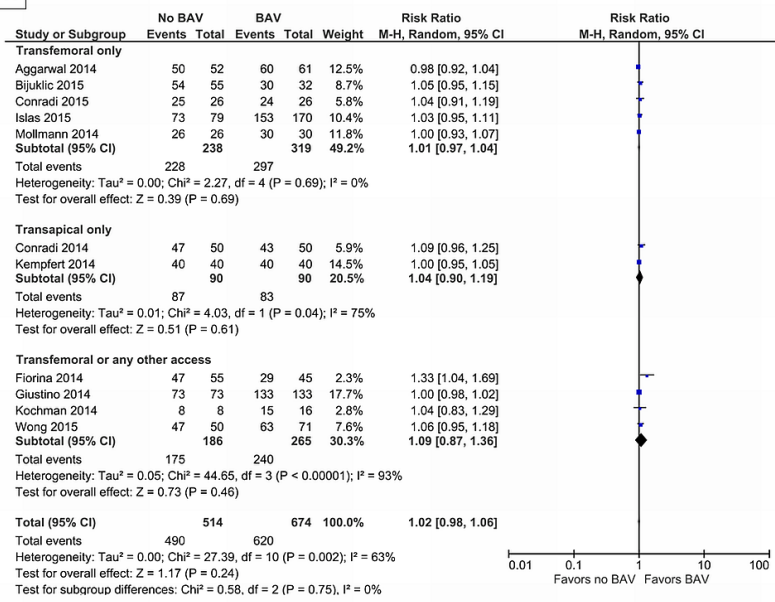 No BAV BAV Risk Ratio Risk Ratio
Study or Subgroup Events Total Events Total Weight M-H, Random, 95% CI M-H, Random, 95% CI
Transfemoral only
Aggarwal 2014 50 52 60 61 12.5% 0.98 [0.92, 1.04]
Bijuklic 2015 54 55 30 32 8.7% 1.05 [0.95, 1.15]
Conradi 2015 25 26 24 26 5.8% 1.04 [0.91, 1.19]
Islas 2015 73 79 153 170 10.4% 1.03 [0.95, 1.11]
Mollmann 2014 26 26 30 30 11.8% 1.00 [0.93, 1.07]
Subtotal (95% CI) 238 319 49.2% 1.01 [0.97, 1.04]
Total events 228 297
Heterogeneity: Tau² = 0.00; Chi² = 2.27, df = 4 (P = 0.69); I² = 0%
Test for overall effect: Z = 0.39 (P = 0.69)
Transapical only
Conradi 2014 47 50 43 50 5.9% 1.09 [0.96, 1.25]
Kempfert 2014 40 40 40 40 14.5% 1.00 [0.95, 1.05]
Subtotal (95% CI) 90 90 20.5% 1.04 [0.90, 1.19]
Total events 87 83
Heterogeneity: Tau² = 0.01; Chi² = 4.03, df = 1 (P = 0.04); I² = 75%
Test for overall effect: Z = 0.51 (P = 0.61)
Transfemoral or any other access
Fiorina 2014 47 55 29 45 2.3% 1.33 [1.04, 1.69]
Giustino 2014 73 73 133 133 17.7% 1.00 [0.98, 1.02]
Kochman 2014 8 8 15 16 2.8% 1.04 [0.83, 1.29]
Wong 2015 47 50 63 71 7.6% 1.06 [0.95, 1.18]
Subtotal (95% CI) 186 265 30.3% 1.09 [0.87, 1.36]
Total events 175 240
Heterogeneity: Tau² = 0.05; Chi² = 44.65, df = 3 (P < 0.00001); I² = 93%
Test for overall effect: Z = 0.73 (P = 0.46)
Total (95% CI) 514 674 100.0% 1.02 [0.98, 1.06]
Total events 490 620
Heterogeneity: Tau² = 0.00; Chi² = 27.39, df = 10 (P = 0.002); I² = 63%
Test for overall effect: Z = 1.17 (P = 0.24)
Test for subgroup differences: Chi² = 0.58, df = 2 (P = 0.75), I² = 0%
0.01 0.1 1 10 100
Favors no BAV Favors BAV